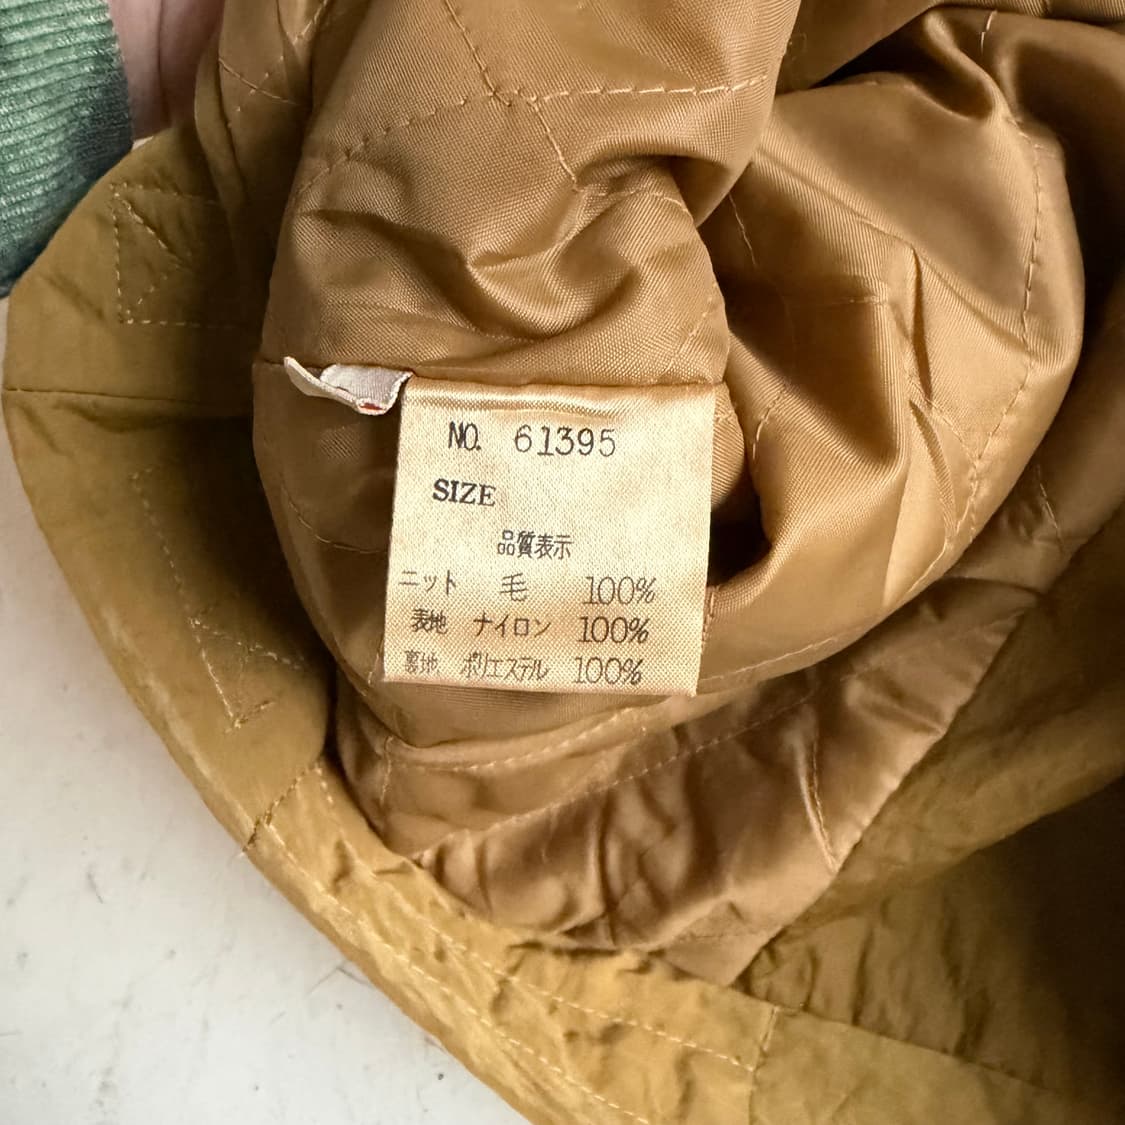 NO. 61395
SIZE
品質表示
ニット 毛 100%
表地 ナイロン 100%
裏地 ポリエステル 100%